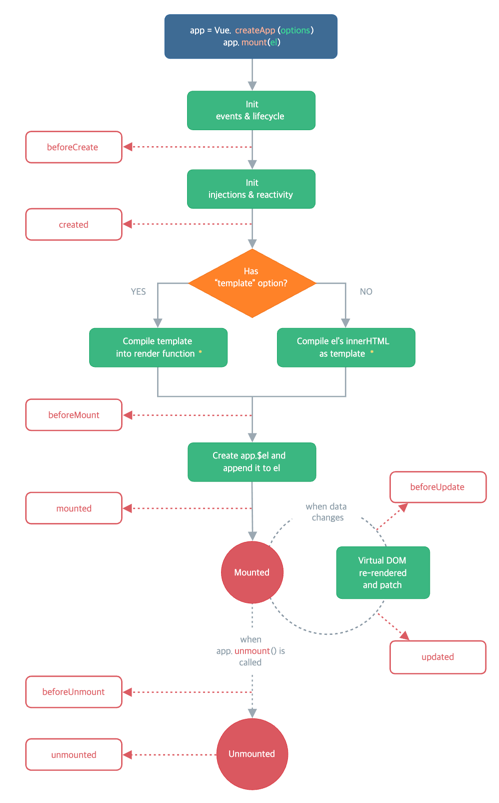 app = Vue. createApp (options)
app. mount(el)
Init
events & lifecycle
beforeCreate
Init
injections & reactivity
created
Has
"template" option?
YES
NO
Compile template
into render function *
Compile el's innerHTML
as template *
beforeMount
Create app.$el and
append it to el
beforeUpdate
mounted
when data
changes
Mounted
Virtual DOM
re-rendered
and patch
when
app. unmount() is
called
updated
beforeUnmount
Unmounted
unmounted